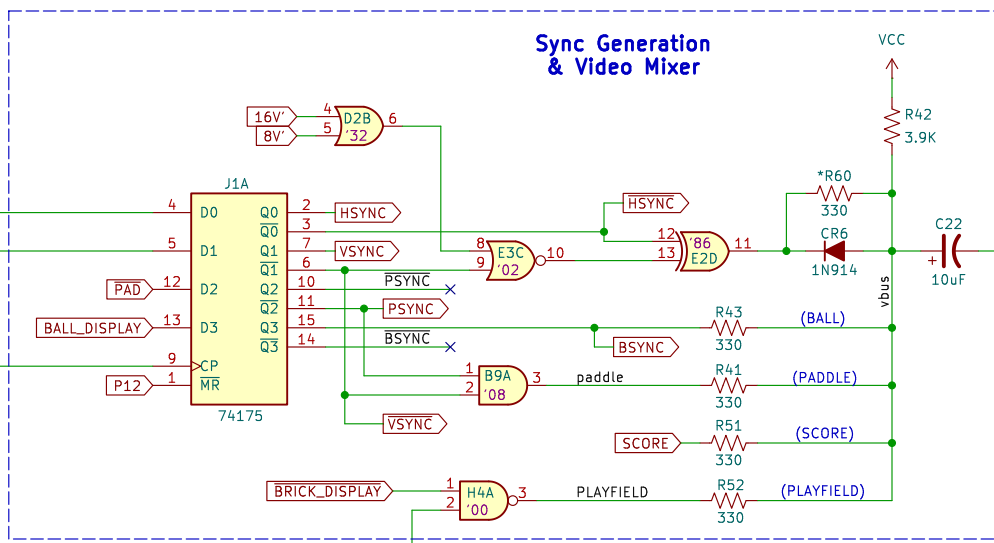 Sync Generation
& Video Mixer
VCC
R42
3.9K
16V' 4 D2B 6
8V' 5 '32
J1A
*R60
330
C22
+
10uF
CR6
1N914
4 D0 Q0 2 HSYNC
Q0 3 HSYNC
12 '86 11
13 E2D
5 D1 Q1 7 VSYNC
8 E3C 10
9 '02
Q1 6
PAD 12 D2 Q2 10 PSYNC
Q2 11 PSYNC
vbus
BALL_DISPLAY 13 D3 Q3 15
R43
330
(BALL)
Q3 14 BSYNC
BSYNC
9 CP
P12 1 MR
74175
1 B9A 3 paddle
2 '08
R41
330
(PADDLE)
VSYNC
SCORE
R51
330
(SCORE)
BRICK_DISPLAY 1 H4A 3 PLAYFIELD
2 '00
R52
330
(PLAYFIELD)